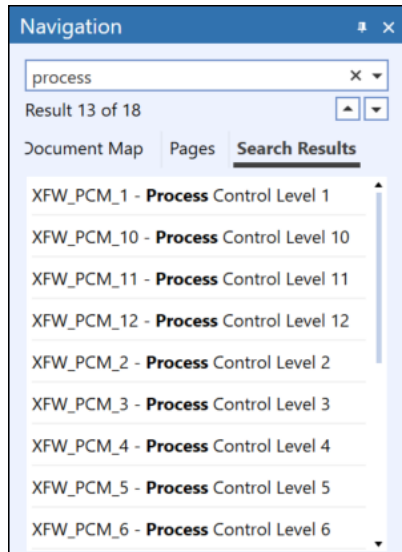 Navigation
process
Result 13 of 18
Document Map Pages Search Results
XFW_PCM_1 - Process Control Level 1
XFW_PCM_10 - Process Control Level 10
XFW_PCM_11 - Process Control Level 11
XFW_PCM_12 - Process Control Level 12
XFW_PCM_2 - Process Control Level 2
XFW_PCM_3 - Process Control Level 3
XFW_PCM_4 - Process Control Level 4
XFW_PCM_5 - Process Control Level 5
XFW_PCM_6 - Process Control Level 6